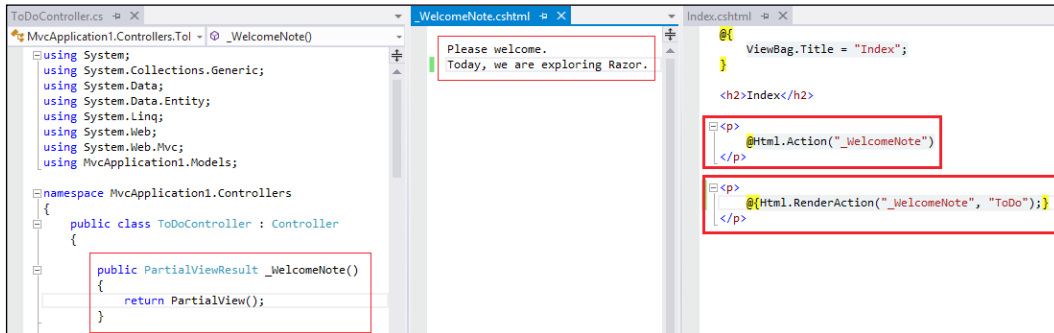 ToDoController.cs
MvcApplication1.Controllers.Tol
_WelcomeNote()
using System;
using System.Collections.Generic;
using System.Data;
using System.Data.Entity;
using System.Linq;
using System.Web;
using System.Web.Mvc;
using MvcApplication1.Models;
namespace MvcApplication1.Controllers
{
public class ToDoController : Controller
{
public PartialViewResult _WelcomeNote()
{
return PartialView();
}
_WelcomeNote.cshtml
Please welcome.
Today, we are exploring Razor.
Index.cshtml
@{
ViewBag.Title = "Index";
}
<h2>Index</h2>
<p>
@Html.Action("_WelcomeNote")
</p>
<p>
@{Html.RenderAction("_WelcomeNote", "ToDo");}
</p>